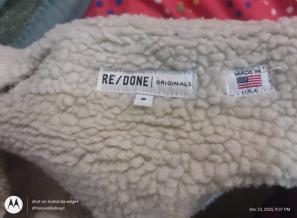 RE/DONE | ORIGINALS
MADE IN
U.S.A.
shot on motorola edge+
Dec 23, 2025, 9:07 PM